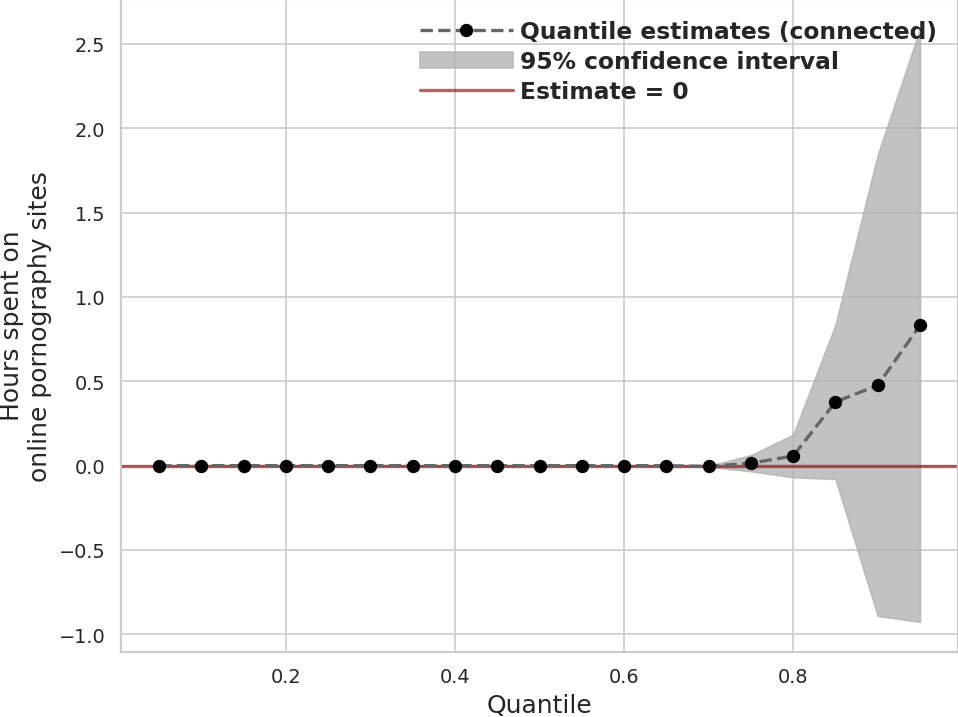 Quantile estimates (connected)
95% confidence interval
Estimate = 0
2.5
2.0
1.5
1.0
0.5
0.0
−0.5
−1.0
Hours spent on
online pornography sites
0.2
0.4
0.6
0.8
Quantile